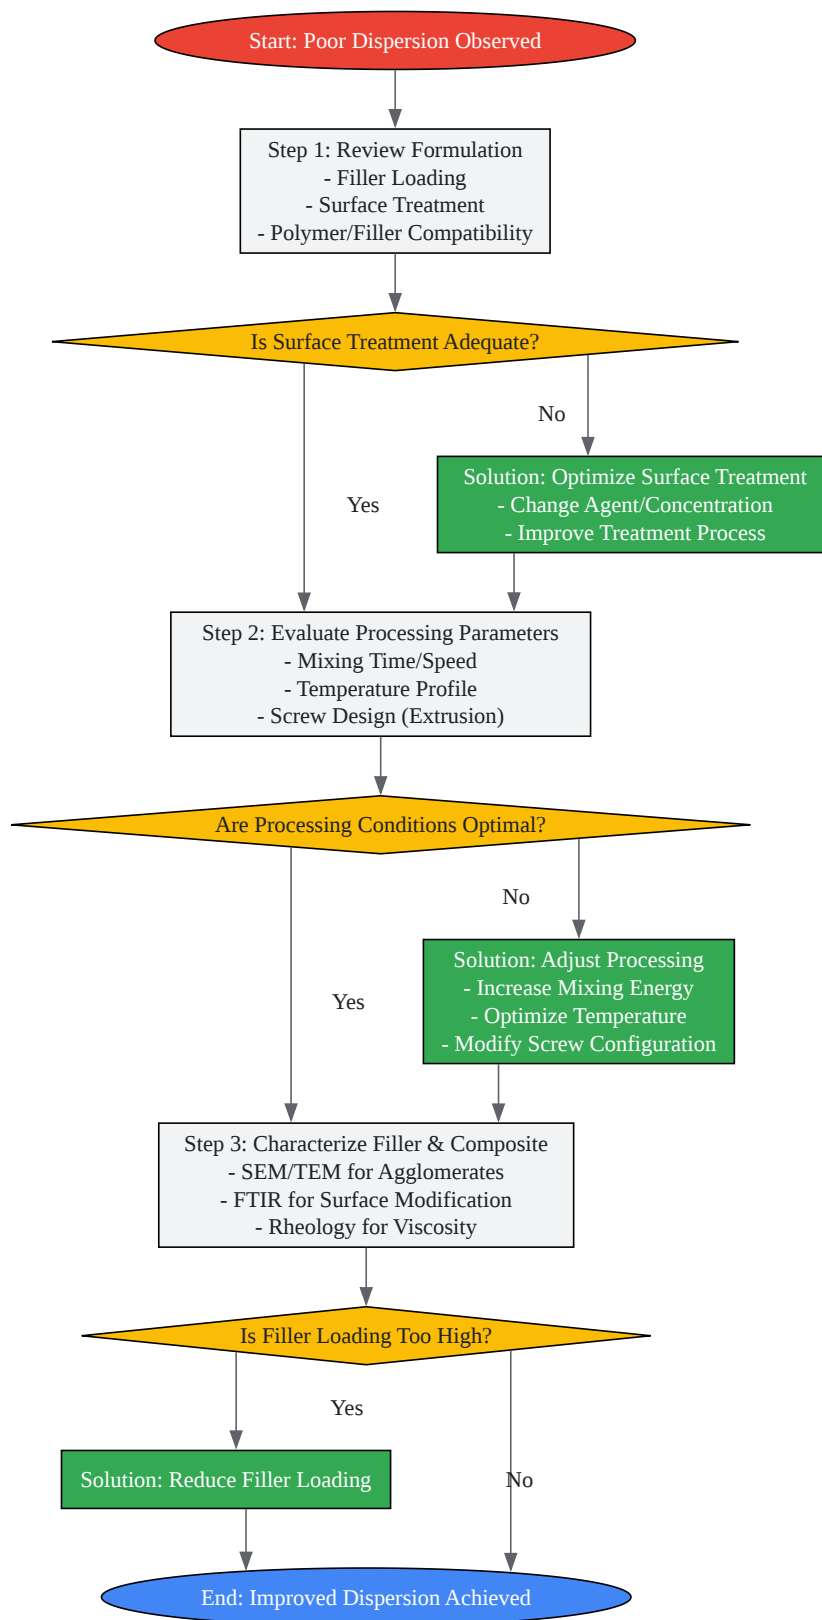 Start: Poor Dispersion Observed
Step 1: Review Formulation
- Filler Loading
- Surface Treatment
- Polymer/Filler Compatibility
Is Surface Treatment Adequate?
No
Solution: Optimize Surface Treatment
- Change Agent/Concentration
- Improve Treatment Process
Yes
Step 2: Evaluate Processing Parameters
- Mixing Time/Speed
- Temperature Profile
- Screw Design (Extrusion)
Are Processing Conditions Optimal?
No
Solution: Adjust Processing
- Increase Mixing Energy
- Optimize Temperature
- Modify Screw Configuration
Yes
Step 3: Characterize Filler & Composite
- SEM/TEM for Agglomerates
- FTIR for Surface Modification
- Rheology for Viscosity
Is Filler Loading Too High?
Yes
Solution: Reduce Filler Loading
No
End: Improved Dispersion Achieved